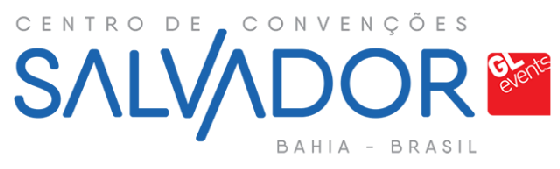 CENTRO DE CONVENÇÕES
SALVADOR
GL
events
BAHIA - BRASIL